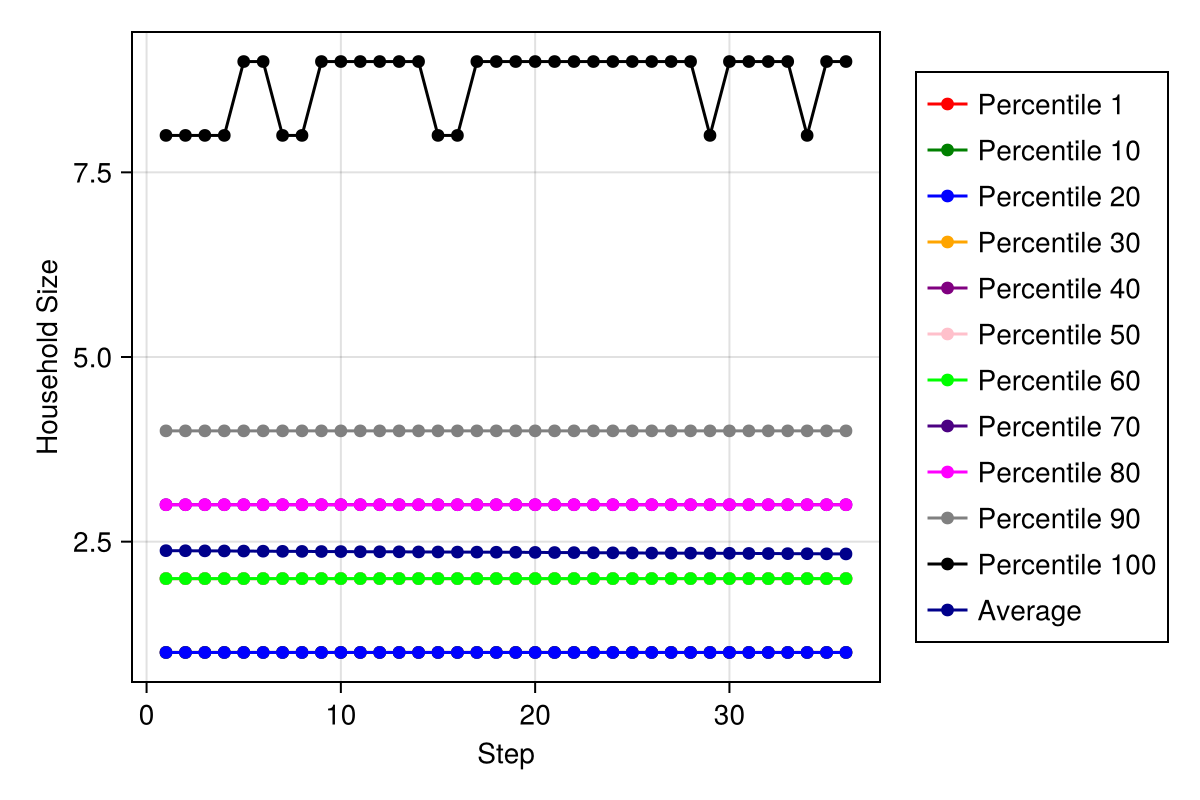 7.5
5.0
2.5
Household Size
0 10 20 30
Step
Percentile 1
Percentile 10
Percentile 20
Percentile 30
Percentile 40
Percentile 50
Percentile 60
Percentile 70
Percentile 80
Percentile 90
Percentile 100
Average